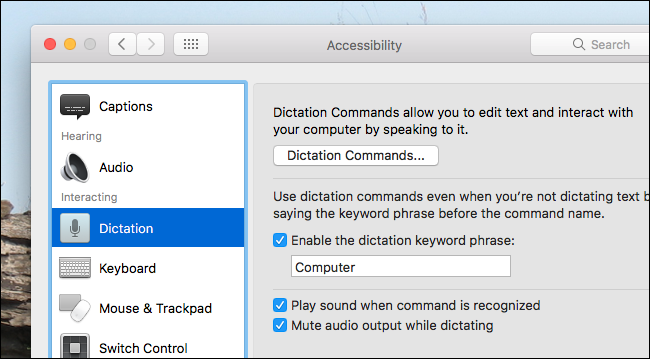 Accessibility
Search
Captions
Hearing
Audio
Interacting
Dictation
Keyboard
Mouse & Trackpad
Switch Control
Dictation Commands allow you to edit text and interact with
your computer by speaking to it.
Dictation Commands...
Use dictation commands even when you’re not dictating text b
saying the keyword phrase before the command name.
Enable the dictation keyword phrase:
Computer
Play sound when command is recognized
Mute audio output while dictating